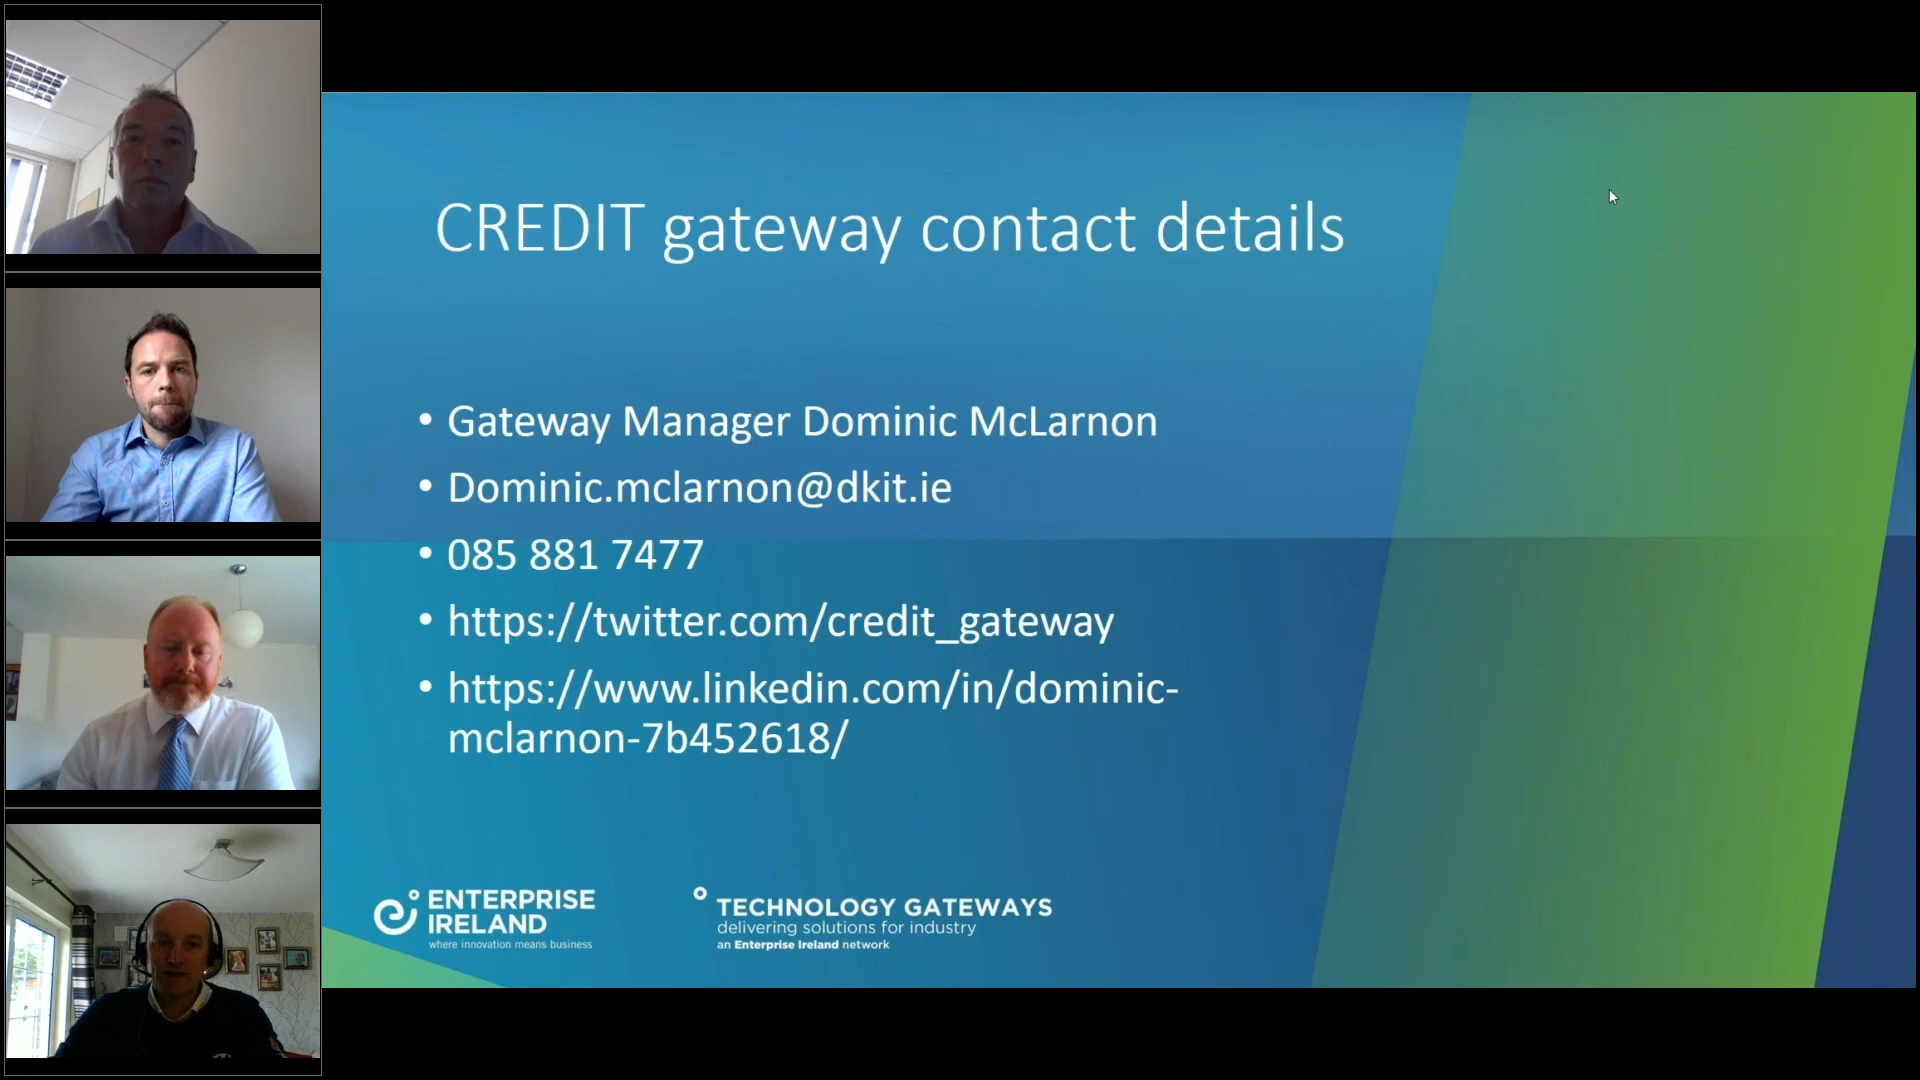 CREDIT gateway contact details
• Gateway Manager Dominic McLarnon
• Dominic.mclarnon@dkit.ie
• 085 881 7477
• https://twitter.com/credit_gateway
• https://www.linkedin.com/in/dominic-
mclarnon-7b452618/
ENTERPRISE
IRELAND
where innovation means business
TECHNOLOGY GATEWAYS
delivering solutions for industry
an Enterprise Ireland network